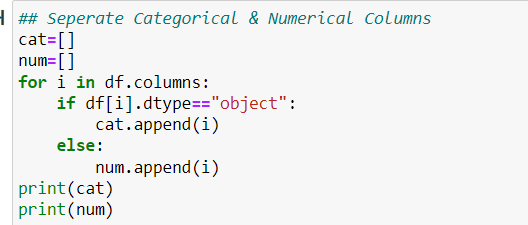 ## Seperate Categorical & Numerical Columns
cat=[]
num=[]
for i in df.columns:
    if df[i].dtype=="object":
        cat.append(i)
    else:
        num.append(i)
print(cat)
print(num)